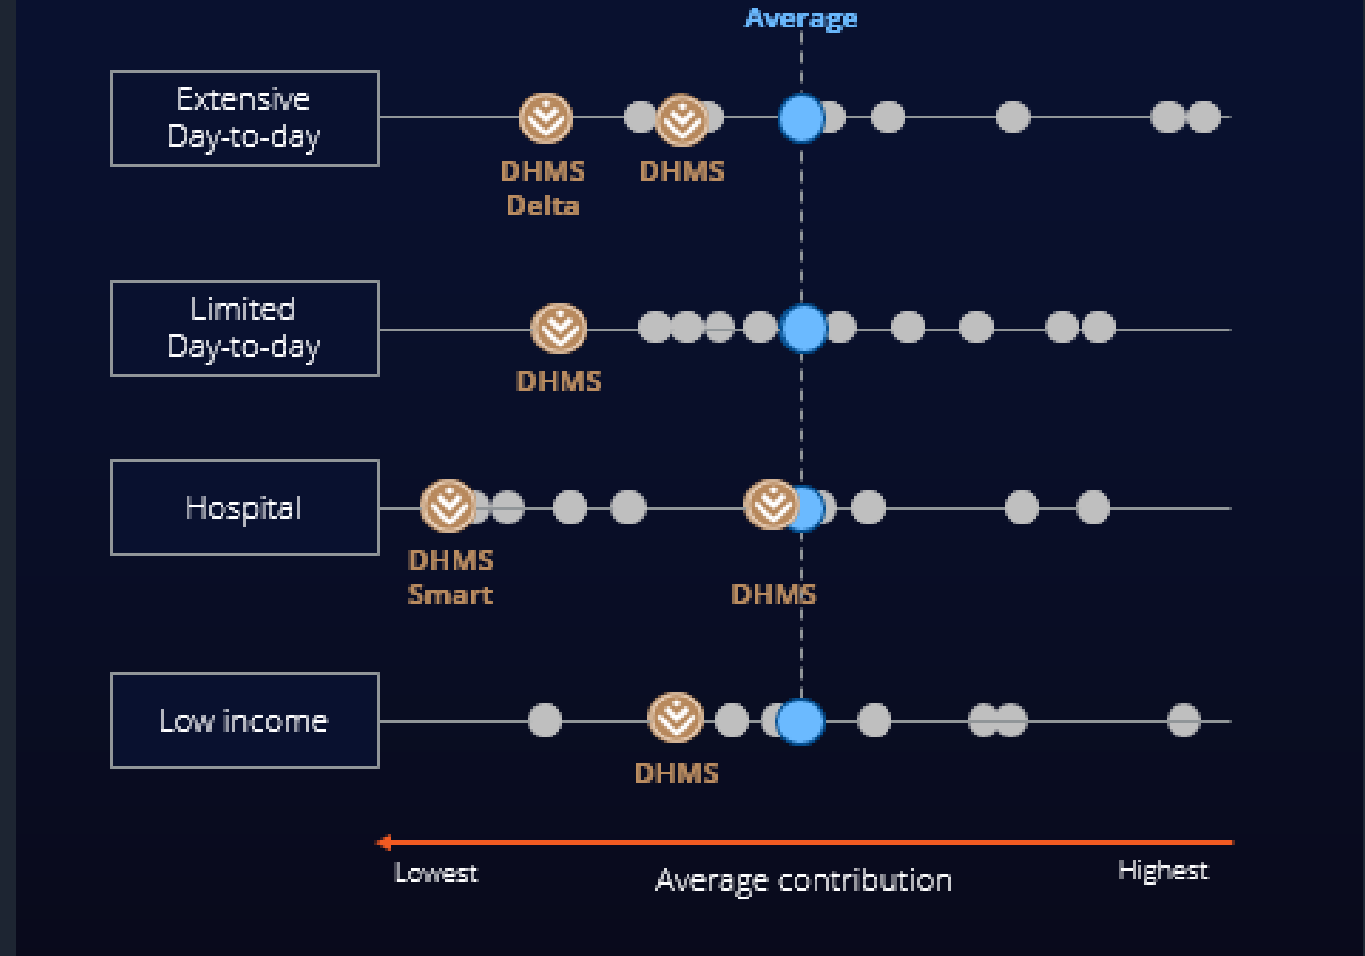 Average
Extensive
Day-to-day
DHMS
Delta
DHMS
Limited
Day-to-day
DHMS
Hospital
DHMS
Smart
DHMS
Low income
DHMS
Lowest
Average contribution
Highest